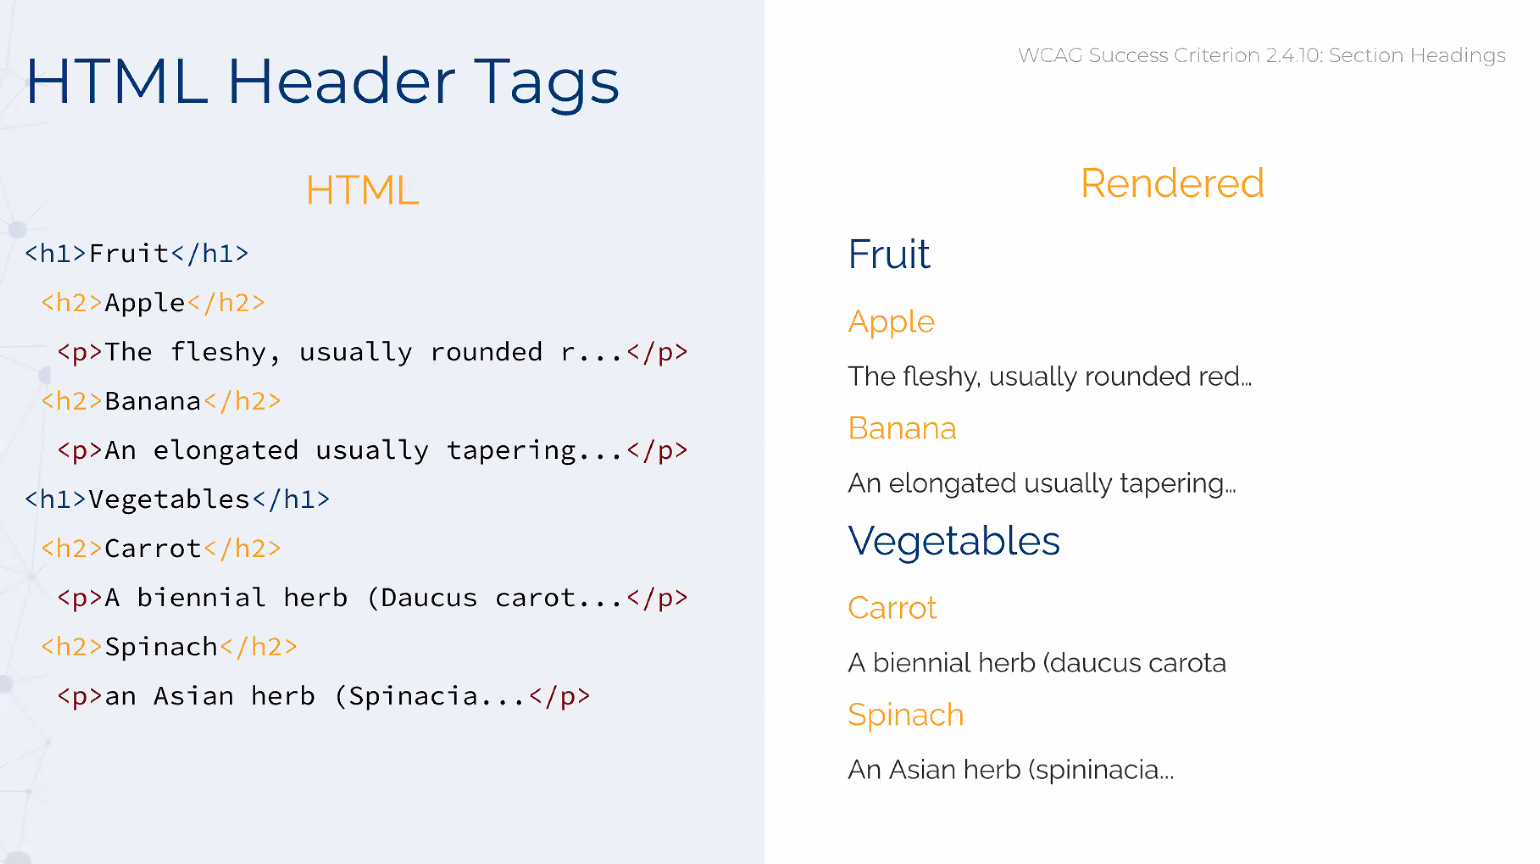 HTML Header Tags
WCAG Success Criterion 2.4.10: Section Headings
HTML
<h1>Fruit</h1>
<h2>Apple</h2>
<p>The fleshy, usually rounded r...</p>
<h2>Banana</h2>
<p>An elongated usually tapering...</p>
<h1>Vegetables</h1>
<h2>Carrot</h2>
<p>A biennial herb (Daucus carot...</p>
<h2>Spinach</h2>
<p>an Asian herb (Spinacia...</p>
Rendered
Fruit
Apple
The fleshy, usually rounded red...
Banana
An elongated usually tapering...
Vegetables
Carrot
A biennial herb (daucus carota
Spinach
An Asian herb (spininacia...